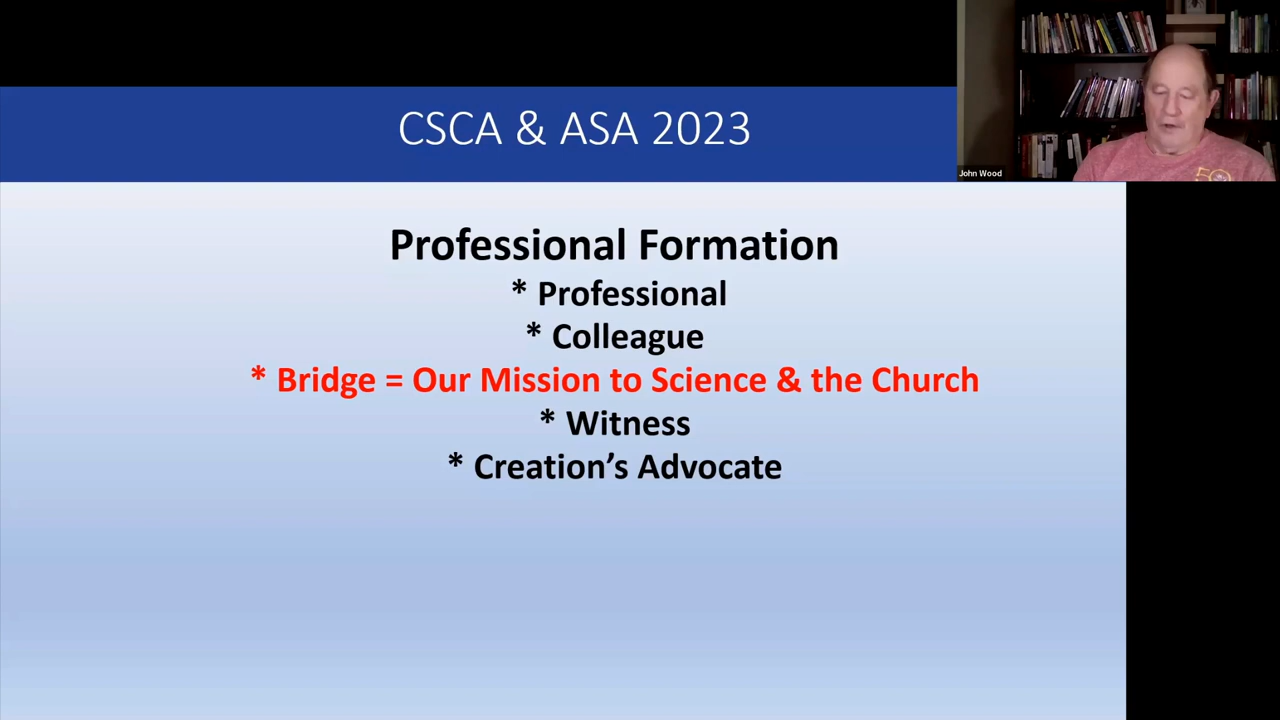 CSCA & ASA 2023
John Wood
Professional Formation
* Professional
* Colleague
* Bridge = Our Mission to Science & the Church
* Witness
* Creation’s Advocate